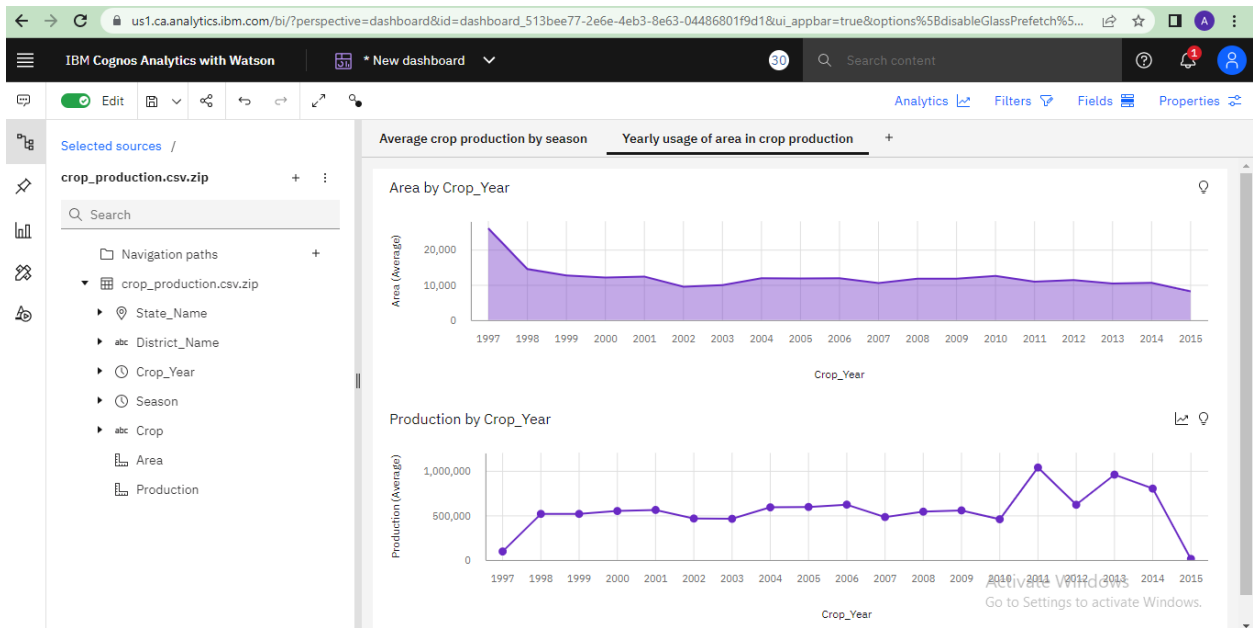 us1.ca.analytics.ibm.com/bi/?perspective=dashboard&id=dashboard_513bee77-2e6e-4eb3-8e63-04486801f9d1&ui_appbar=true&options%5BdisableGlassPrefetch%5...
A
IBM Cognos Analytics with Watson
* New dashboard
30
Search content
1
Edit
Analytics
Filters
Fields
Properties
Selected sources /
crop_production.csv.zip
Search
Navigation paths
crop_production.csv.zip
State_Name
abc District_Name
Crop_Year
Season
abc Crop
Area
Production
Average crop production by season
Yearly usage of area in crop production
+
Area by Crop_Year
Area (Average)
20,000
10,000
0
1997 1998 1999 2000 2001 2002 2003 2004 2005 2006 2007 2008 2009 2010 2011 2012 2013 2014 2015
Crop_Year
Production by Crop_Year
Production (Average)
1,000,000
500,000
0
1997 1998 1999 2000 2001 2002 2003 2004 2005 2006 2007 2008 2009 2010 2011 2012 2013 2014 2015
Crop_Year
Activate Windows
Go to Settings to activate Windows.